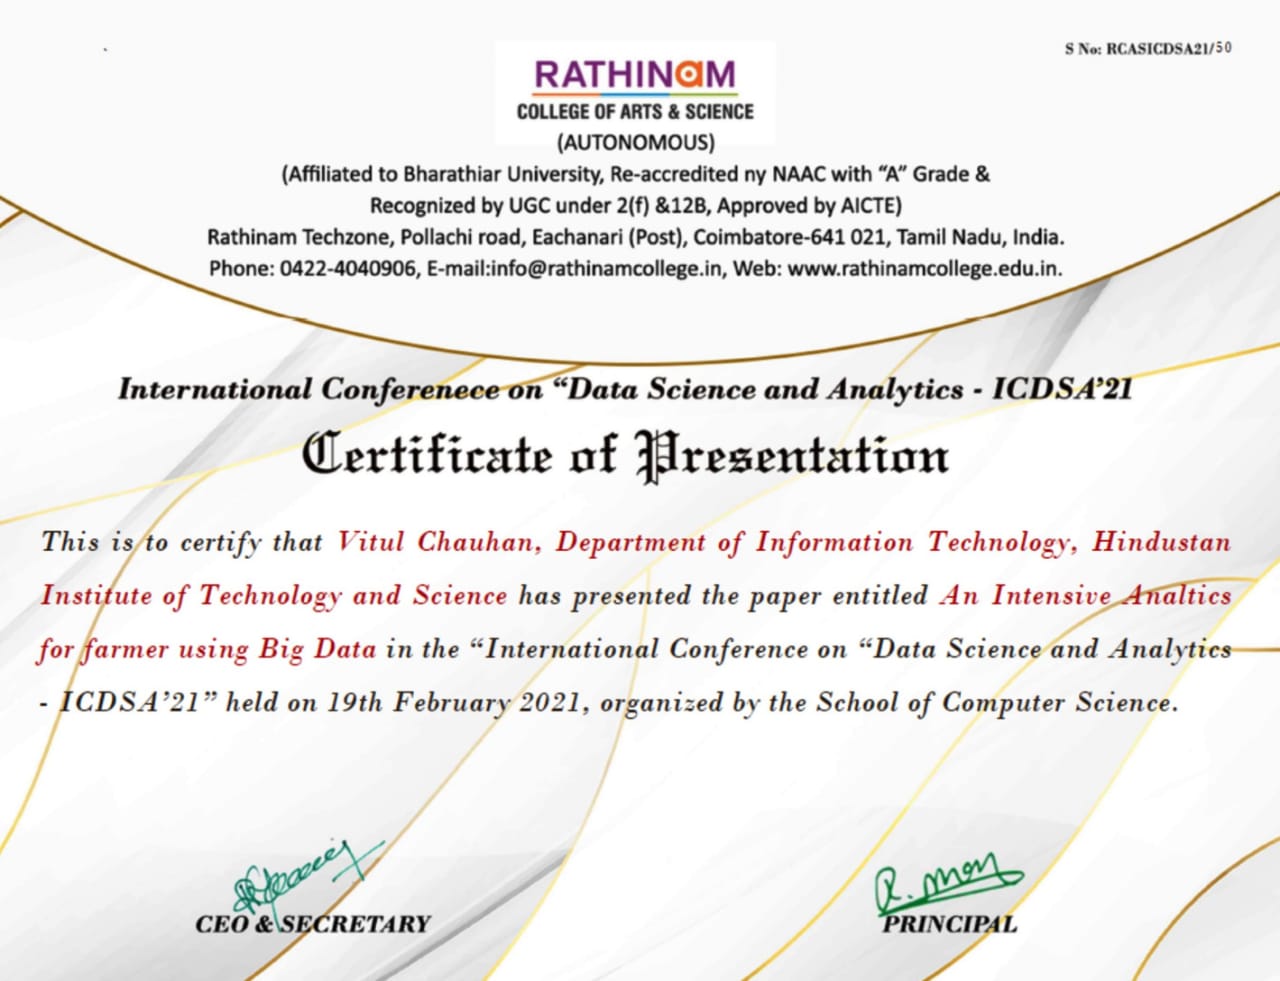 S No: RCASICDSA21/50
RATHINAM
COLLEGE OF ARTS & SCIENCE
(AUTONOMOUS)
(Affiliated to Bharathiar University, Re-accredited ny NAAC with “A” Grade &
Recognized by UGC under 2(f) &12B, Approved by AICTE)
Rathinam Techzone, Pollachi road, Eachanari (Post), Coimbatore-641 021, Tamil Nadu, India.
Phone: 0422-4040906, E-mail:info@rathinamcollege.in, Web: www.rathinamcollege.edu.in.
International Conferenece on “Data Science and Analytics - ICDSA’21
Certificate of Presentation
This is to certify that Vitul Chauhan, Department of Information Technology, Hindustan
Institute of Technology and Science has presented the paper entitled An Intensive Analtics
for farmer using Big Data in the “International Conference on “Data Science and Analytics
- ICDSA’21” held on 19th February 2021, organized by the School of Computer Science.
CEO & SECRETARY
PRINCIPAL